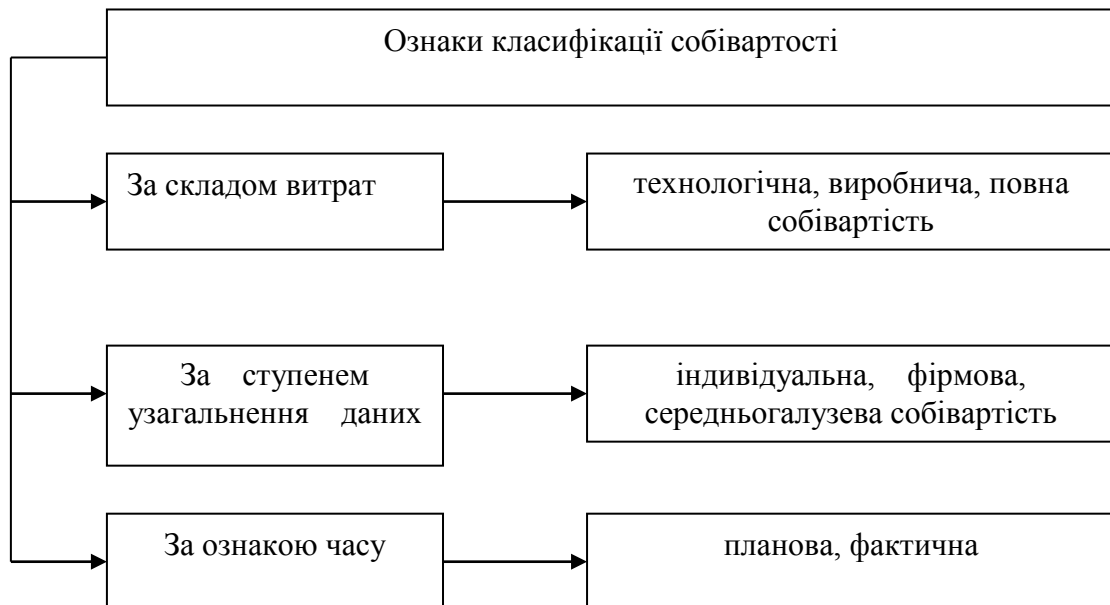 Ознаки класифікації собівартості
За складом витрат
технологічна, виробнича, повна
собівартість
За ступенем
узагальнення даних
індивідуальна, фірмова,
середньогалузева собівартість
За ознакою часу
планова, фактична